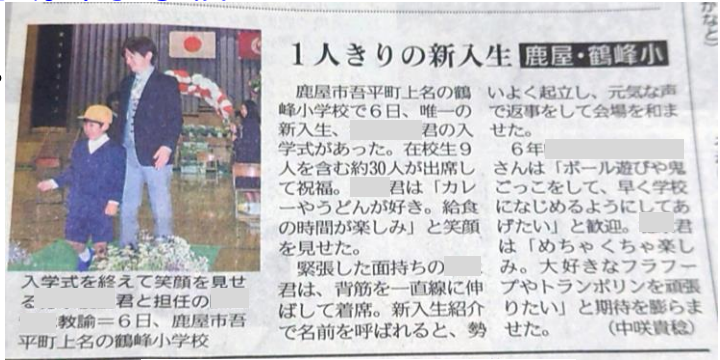 1人きりの新入生 鹿屋・鶴峰小
鹿屋市吾平町上名の鶴
峰小学校で6日、唯一の
新入生、君の入
学式があった。在校生9
人を含む約30人が出席し
て祝福。君は「カレ
ーやうどんが好き。給食
の時間が楽しみ」と笑顔
を見せた。
緊張した面持ちの
君は、背筋を一直線に伸
ばして着席。新入生紹介
で名前を呼ばれると、勢
いよく起立し、元気な声
で返事をして会場を和ま
せた。
6年
さんは「ボール遊びや鬼
ごっこをして、早く学校
になじめるようにしてあ
げたい」と歓迎。君
は「めちゃくちゃ楽し
み。大好きなフラフー
プやトランポリンを頑張
りたい」と期待を膨らま
せた。（中咲貴稔）
入学式を終えて笑顔を見せ
る君と担任の
教諭＝6日、鹿屋市吾
平町上名の鶴峰小学校